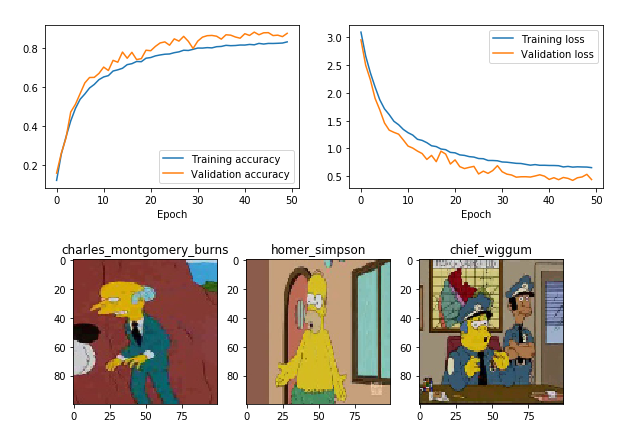 0.8
0.6
0.4
0.2
Training accuracy
Validation accuracy
0 10 20 30 40 50
Epoch
3.0
2.5
2.0
1.5
1.0
0.5
Training loss
Validation loss
0 10 20 30 40 50
Epoch
charles_montgomery_burns
0
20
40
60
80
0 25 50 75
homer_simpson
0
20
40
60
80
0 25 50 75
chief_wiggum
0
20
40
60
80
0 25 50 75